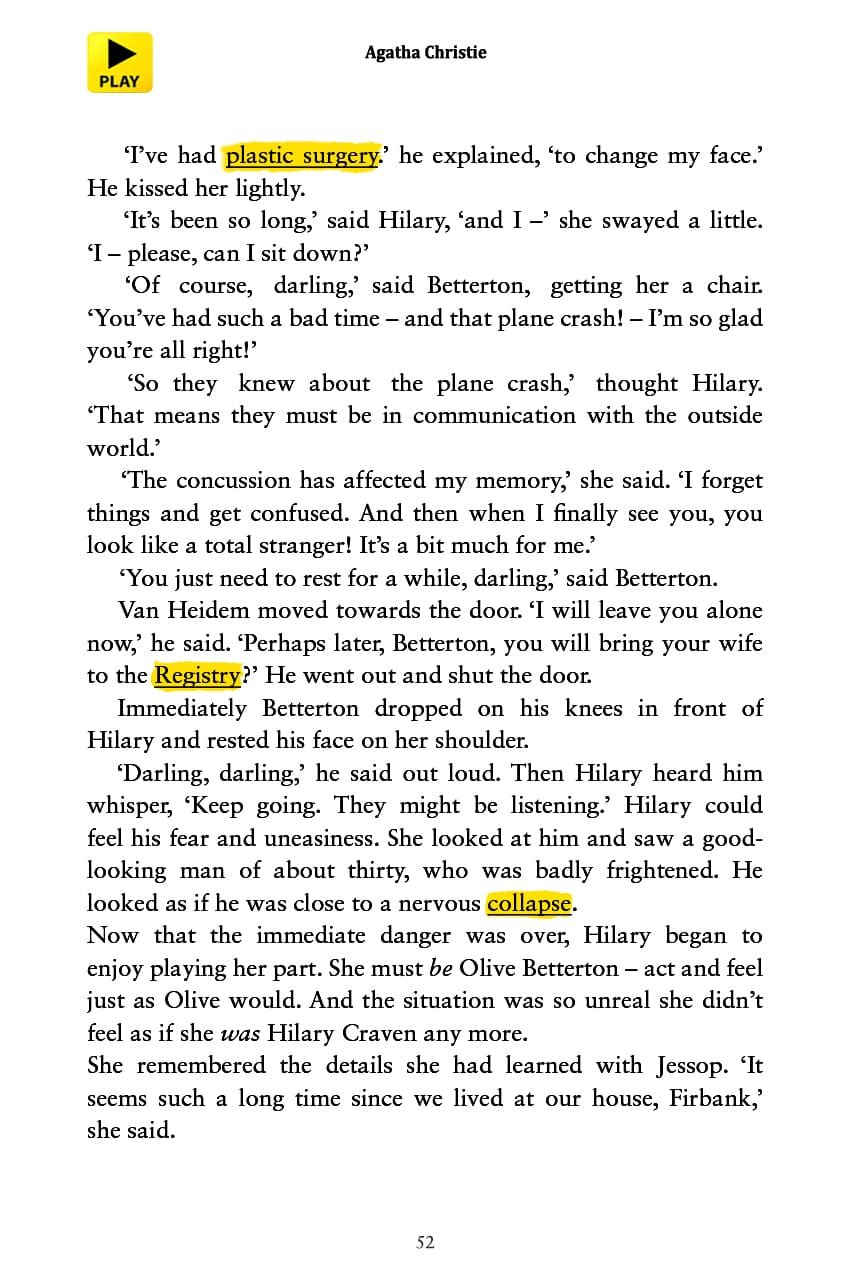 PLAY
Agatha Christie
‘I’ve had plastic surgery.’ he explained, ‘to change my face.’
He kissed her lightly.
‘It’s been so long,’ said Hilary, ‘and I –’ she swayed a little.
‘I – please, can I sit down?’
‘Of course, darling,’ said Betterton, getting her a chair.
‘You’ve had such a bad time – and that plane crash! – I’m so glad
you’re all right!’
‘So they knew about the plane crash,’ thought Hilary.
‘That means they must be in communication with the outside
world.’
‘The concussion has affected my memory,’ she said. ‘I forget
things and get confused. And then when I finally see you, you
look like a total stranger! It’s a bit much for me.’
‘You just need to rest for a while, darling,’ said Betterton.
Van Heidem moved towards the door. ‘I will leave you alone
now,’ he said. ‘Perhaps later, Betterton, you will bring your wife
to the Registry?’ He went out and shut the door.
Immediately Betterton dropped on his knees in front of
Hilary and rested his face on her shoulder.
‘Darling, darling,’ he said out loud. Then Hilary heard him
whisper, ‘Keep going. They might be listening.’ Hilary could
feel his fear and uneasiness. She looked at him and saw a good-
looking man of about thirty, who was badly frightened. He
looked as if he was close to a nervous collapse.
Now that the immediate danger was over, Hilary began to
enjoy playing her part. She must be Olive Betterton – act and feel
just as Olive would. And the situation was so unreal she didn’t
feel as if she was Hilary Craven any more.
She remembered the details she had learned with Jessop. ‘It
seems such a long time since we lived at our house, Firbank,’
she said.
52